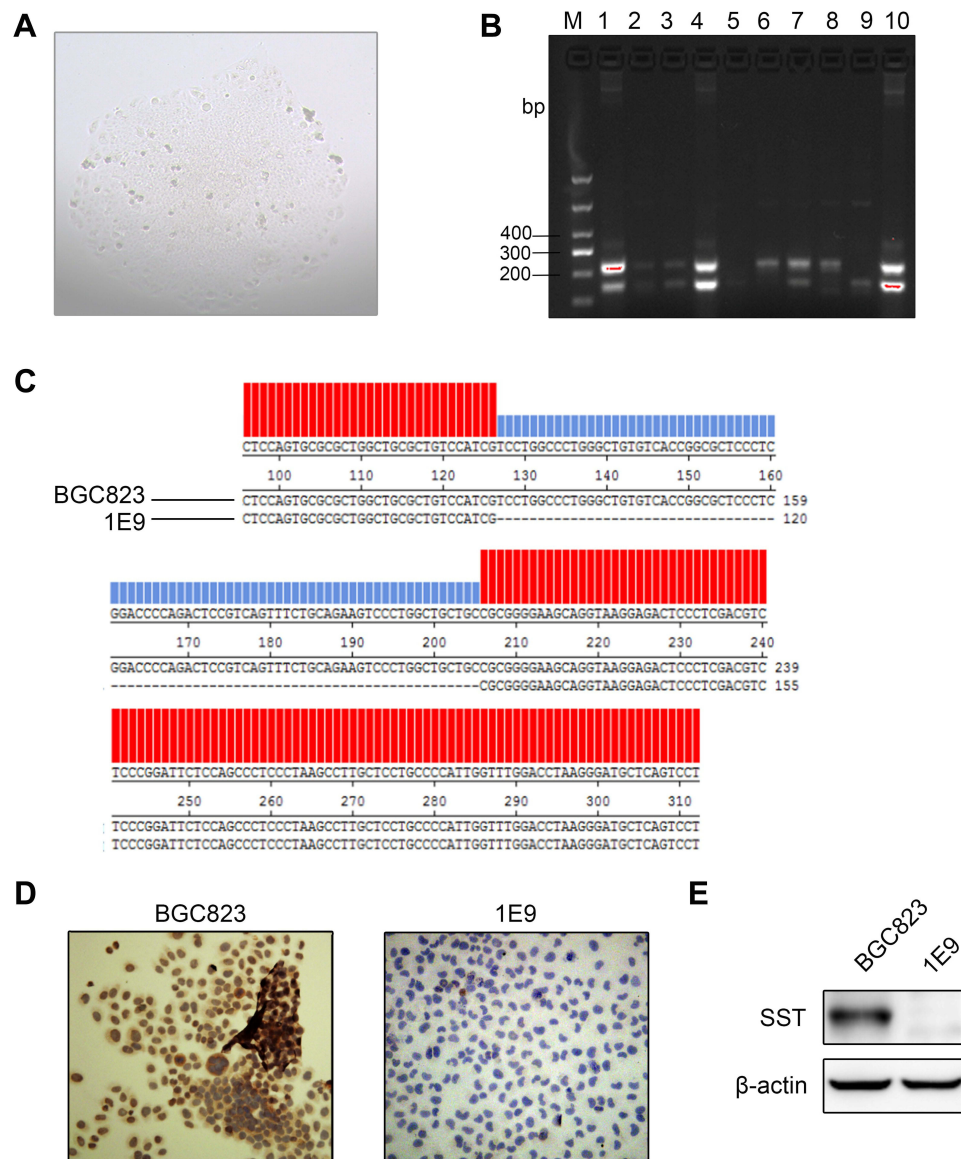 A
B
M 1 2 3 4 5 6 7 8 9 10
bp
400
300
200
C
CTCCAGTGCGCGCTGGCTGCGCTGTCCATCGTCCTGGCCCTGGGCTGTGTCACCGGCGCTCCCTC
100 110 120 130 140 150 160
BGC823 CTCCAGTGCGCGCTGGCTGCGCTGTCCATCGTCCTGGCCCTGGGCTGTGTCACCGGCGCTCCCTC 159
1E9 CTCCAGTGCGCGCTGGCTGCGCTGTCCATCG---------------------------------- 120
GGACCCCAGACTCCGTCAGTTTCTGCAGAAGTCCCTGGCTGCTGCCGCGGGGAAGCAGGTAAGGAGACTCCCTCGACGTC
170 180 190 200 210 220 230 240
GGACCCCAGACTCCGTCAGTTTCTGCAGAAGTCCCTGGCTGCTGCCGCGGGGAAGCAGGTAAGGAGACTCCCTCGACGTC 239
---------------------------------------------CGCGGGGAAGCAGGTAAGGAGACTCCCTCGACGTC 155
TCCCGGATTCTCCAGCCCTCCCTAAGCCTTGCTCCTGCCCCATTGGTTTGGACCTAAGGGATGCTCAGTCCT
250 260 270 280 290 300 310
TCCCGGATTCTCCAGCCCTCCCTAAGCCTTGCTCCTGCCCCATTGGTTTGGACCTAAGGGATGCTCAGTCCT
TCCCGGATTCTCCAGCCCTCCCTAAGCCTTGCTCCTGCCCCATTGGTTTGGACCTAAGGGATGCTCAGTCCT
D
BGC823 1E9
E
BGC823 1E9
SST
β-actin